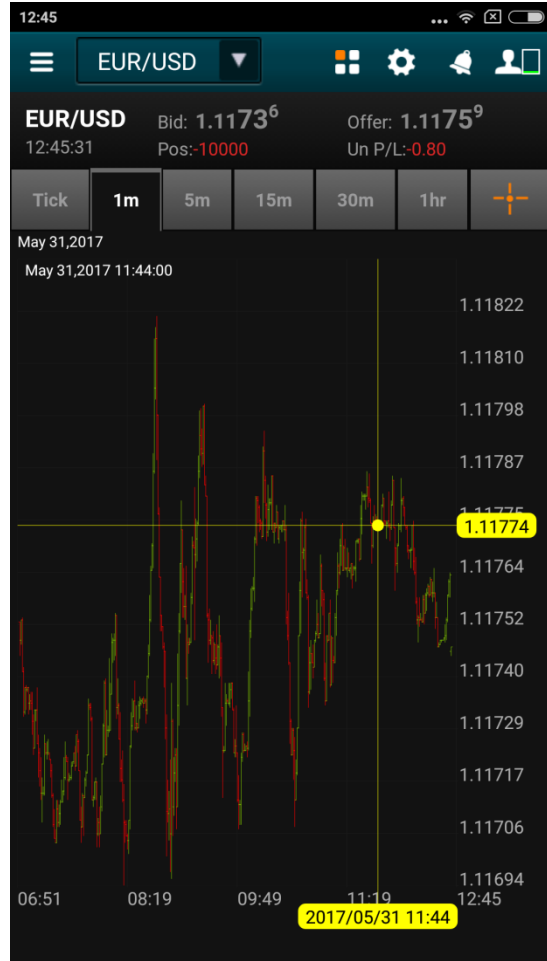 12:45
EUR/USD
EUR/USD Bid: 1.1173⁶ Offer: 1.1175⁹
12:45:31 Pos:-10000 Un P/L:-0.80
Tick 1m 5m 15m 30m 1hr
May 31,2017
May 31,2017 11:44:00
1.11822
1.11810
1.11798
1.11787
1.11775
1.11774
1.11764
1.11752
1.11740
1.11729
1.11717
1.11706
1.11694
06:51 08:19 09:49 11:19 12:45
2017/05/31 11:44